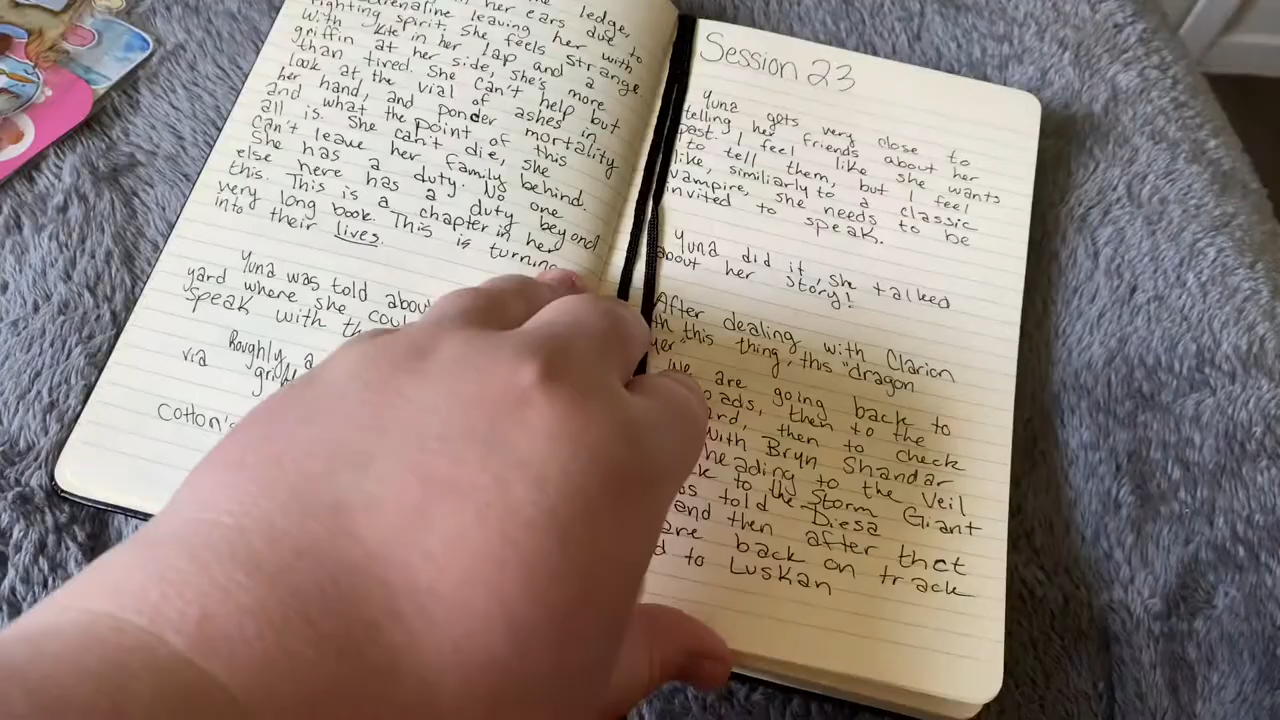 ledge,
adrenaline leaving her ears due to
fighting spirit. She feels her with
with Kite in her lap and a strange
griffin at her side, she's more
than tired. She can't help but
look at the vial of ashes in
her hand, and ponder mortality
and what the point of this
all is. She can't die, she
can't leave her family behind.
She has a duty. No one
else here has a duty beyond
this. This is a chapter in her
very long book. This is turning
into their lives.
Yuna was told about
yard where she
speak with
Roughly a
via
Cotton's
Session 23
Yuna gets very close to
telling her friends about her
past. I feel like she wants
to tell them, but I feel
like, similiarly to a classic
vampire, she needs to be
invited to speak.
Yuna did it, she talked
about her story!
After dealing with Clarion
this thing, this "dragon
We are going back to
then to the
then to check
with Bryn Shandar
heading to the Veil
to the Storm Giant
told Diesa
and then after thet
are back on track
to Luskan